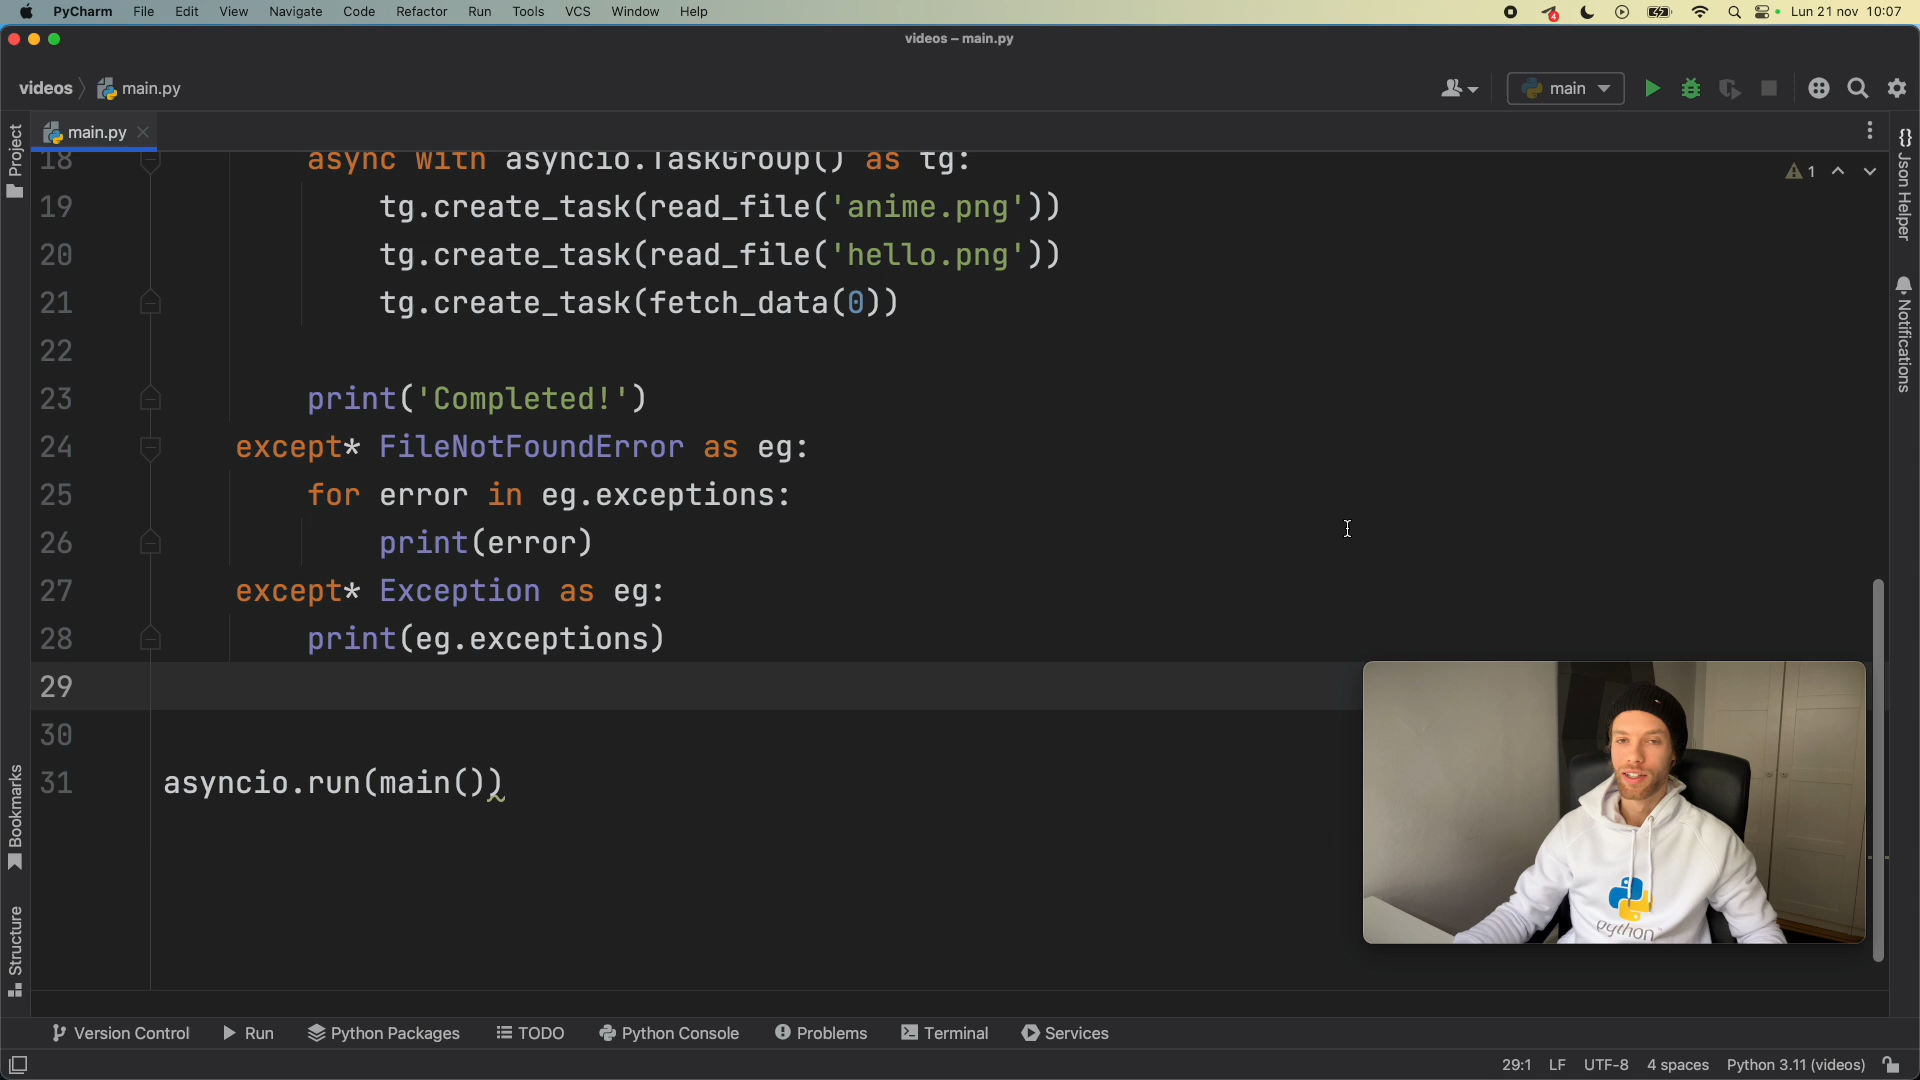 PyCharm File Edit View Navigate Code Refactor Run Tools VCS Window Help
4
Lun 21 nov 10:07
videos – main.py
videos main.py
main
main.py
Project
1
Json Helper
Notifications
Bookmarks
Structure
18 async with asyncio.TaskGroup() as tg:
19 tg.create_task(read_file('anime.png'))
20 tg.create_task(read_file('hello.png'))
21 tg.create_task(fetch_data(0))
22
23 print('Completed!')
24 except* FileNotFoundError as eg:
25 for error in eg.exceptions:
26 print(error)
27 except* Exception as eg:
28 print(eg.exceptions)
29
30
31 asyncio.run(main())
python
Version Control Run Python Packages TODO Python Console Problems Terminal Services
29:1 LF UTF-8 4 spaces Python 3.11 (videos)